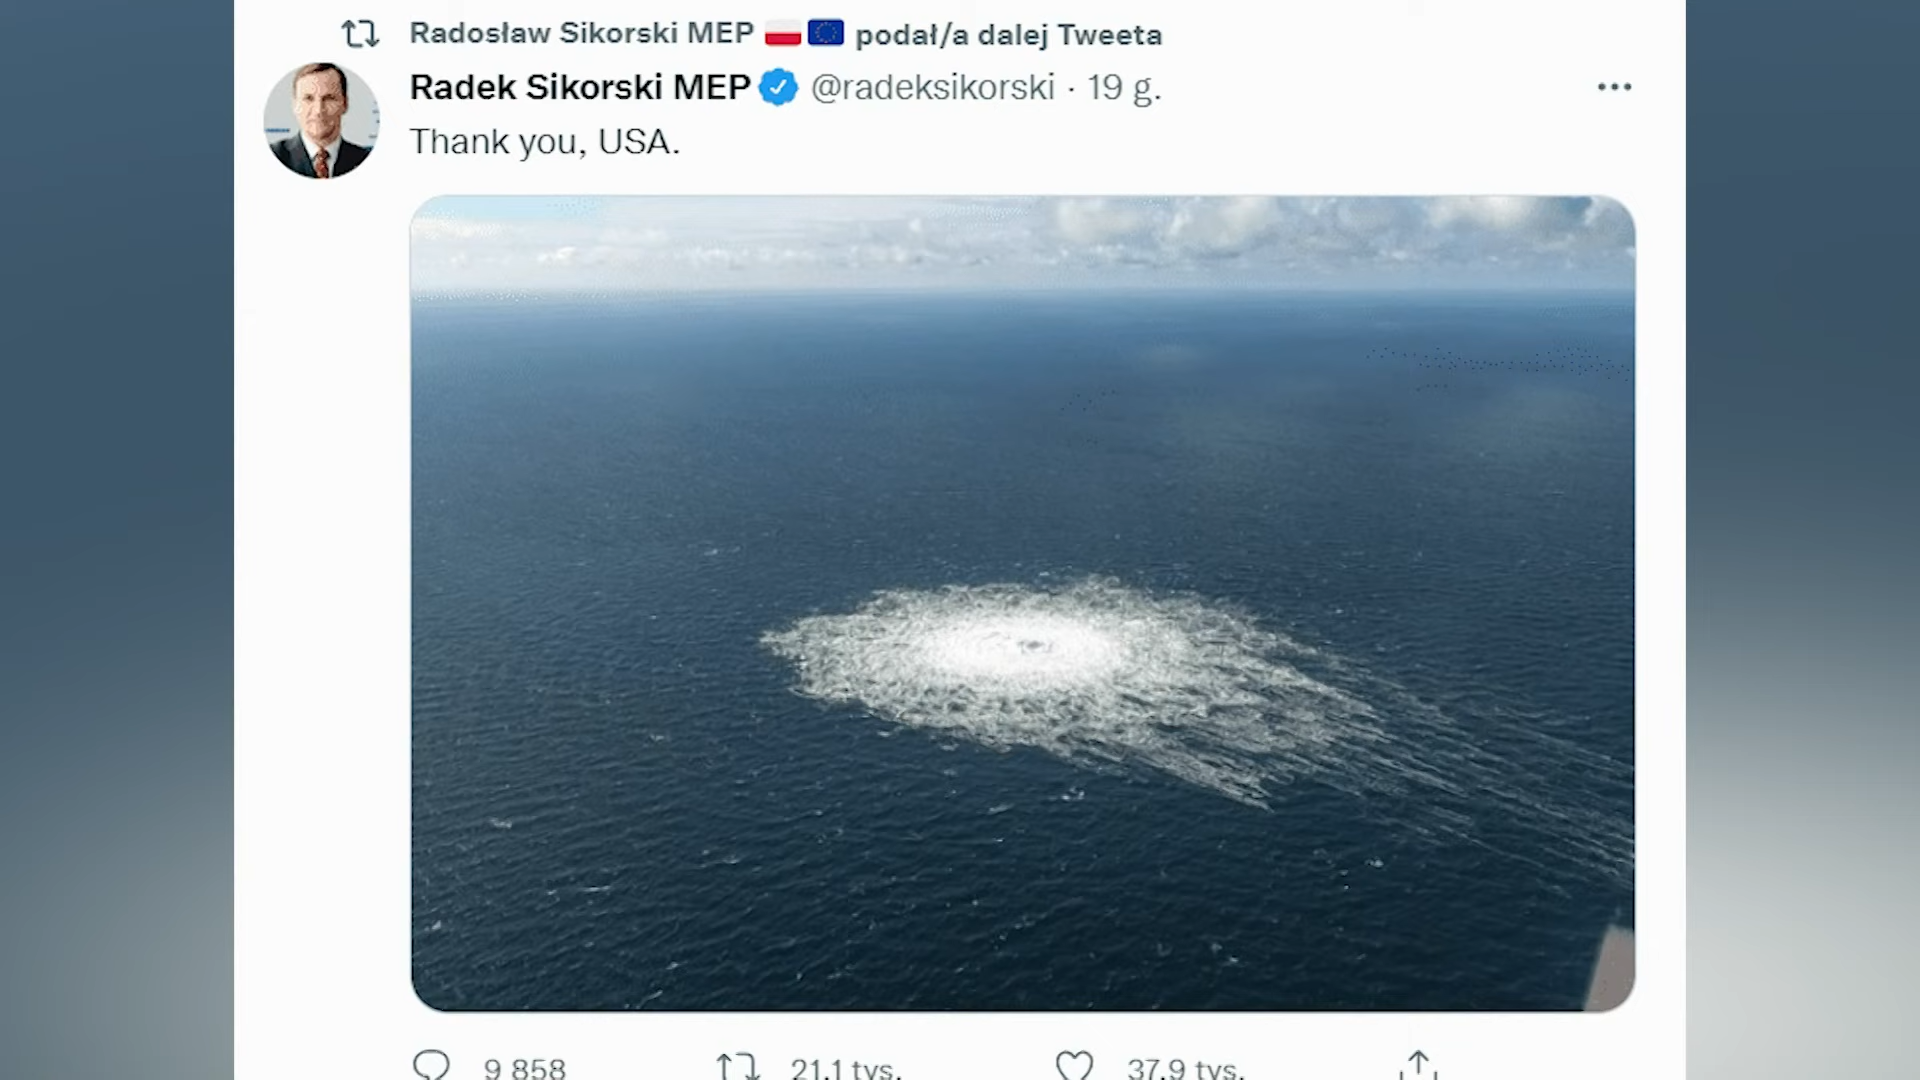 Radosław Sikorski MEP podał/a dalej Tweeta
Radek Sikorski MEP @radeksikorski · 19 g.
Thank you, USA.
9 858 21,1 tys. 37,9 tys.